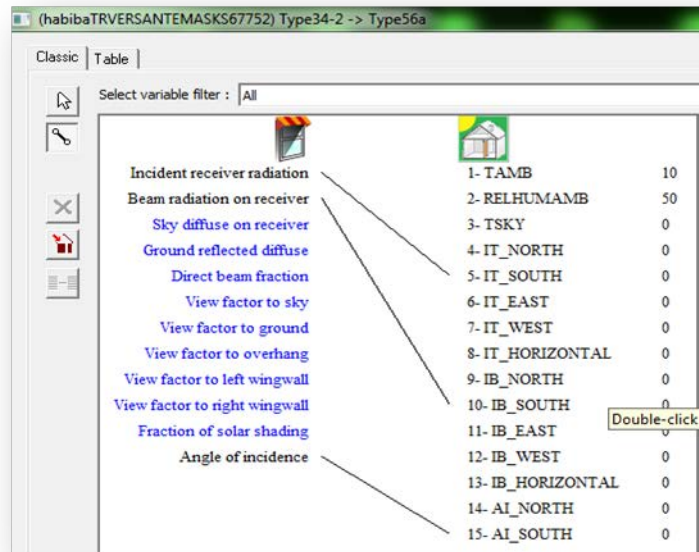 (habibaTRVERSANTEMASKS67752) Type34-2 -> Type56a
Classic Table
Select variable filter : All
Incident receiver radiation 1- TAMB 10
Beam radiation on receiver 2- RELHUMAMB 50
Sky diffuse on receiver 3- TSKY 0
Ground reflected diffuse 4- IT_NORTH 0
Direct beam fraction 5- IT_SOUTH 0
View factor to sky 6- IT_EAST 0
View factor to ground 7- IT_WEST 0
View factor to overhang 8- IT_HORIZONTAL 0
View factor to left wingwall 9- IB_NORTH 0
View factor to right wingwall 10- IB_SOUTH 0
Double-click
Fraction of solar shading 11- IB_EAST 0
Angle of incidence 12- IB_WEST 0
13- IB_HORIZONTAL 0
14- AI_NORTH 0
15- AI_SOUTH 0